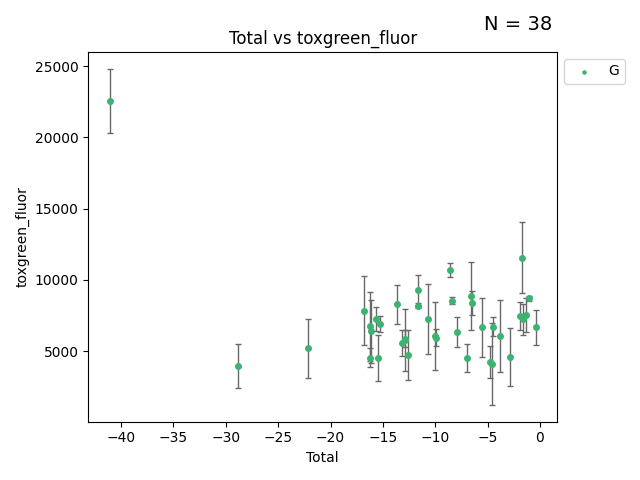 N = 38
Total vs toxgreen_fluor
G
toxgreen_fluor
25000
20000
15000
10000
5000
−40 −35 −30 −25 −20 −15 −10 −5 0
Total